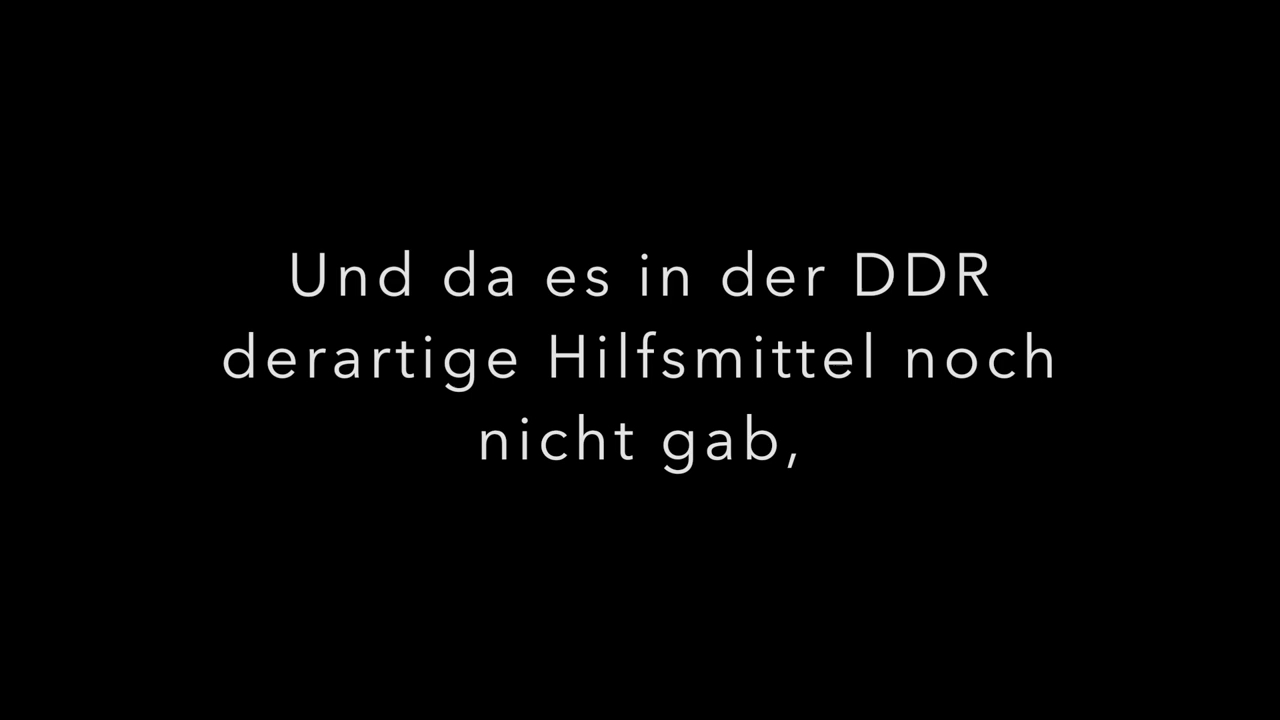 Und da es in der DDR
derartige Hilfsmittel noch
nicht gab,